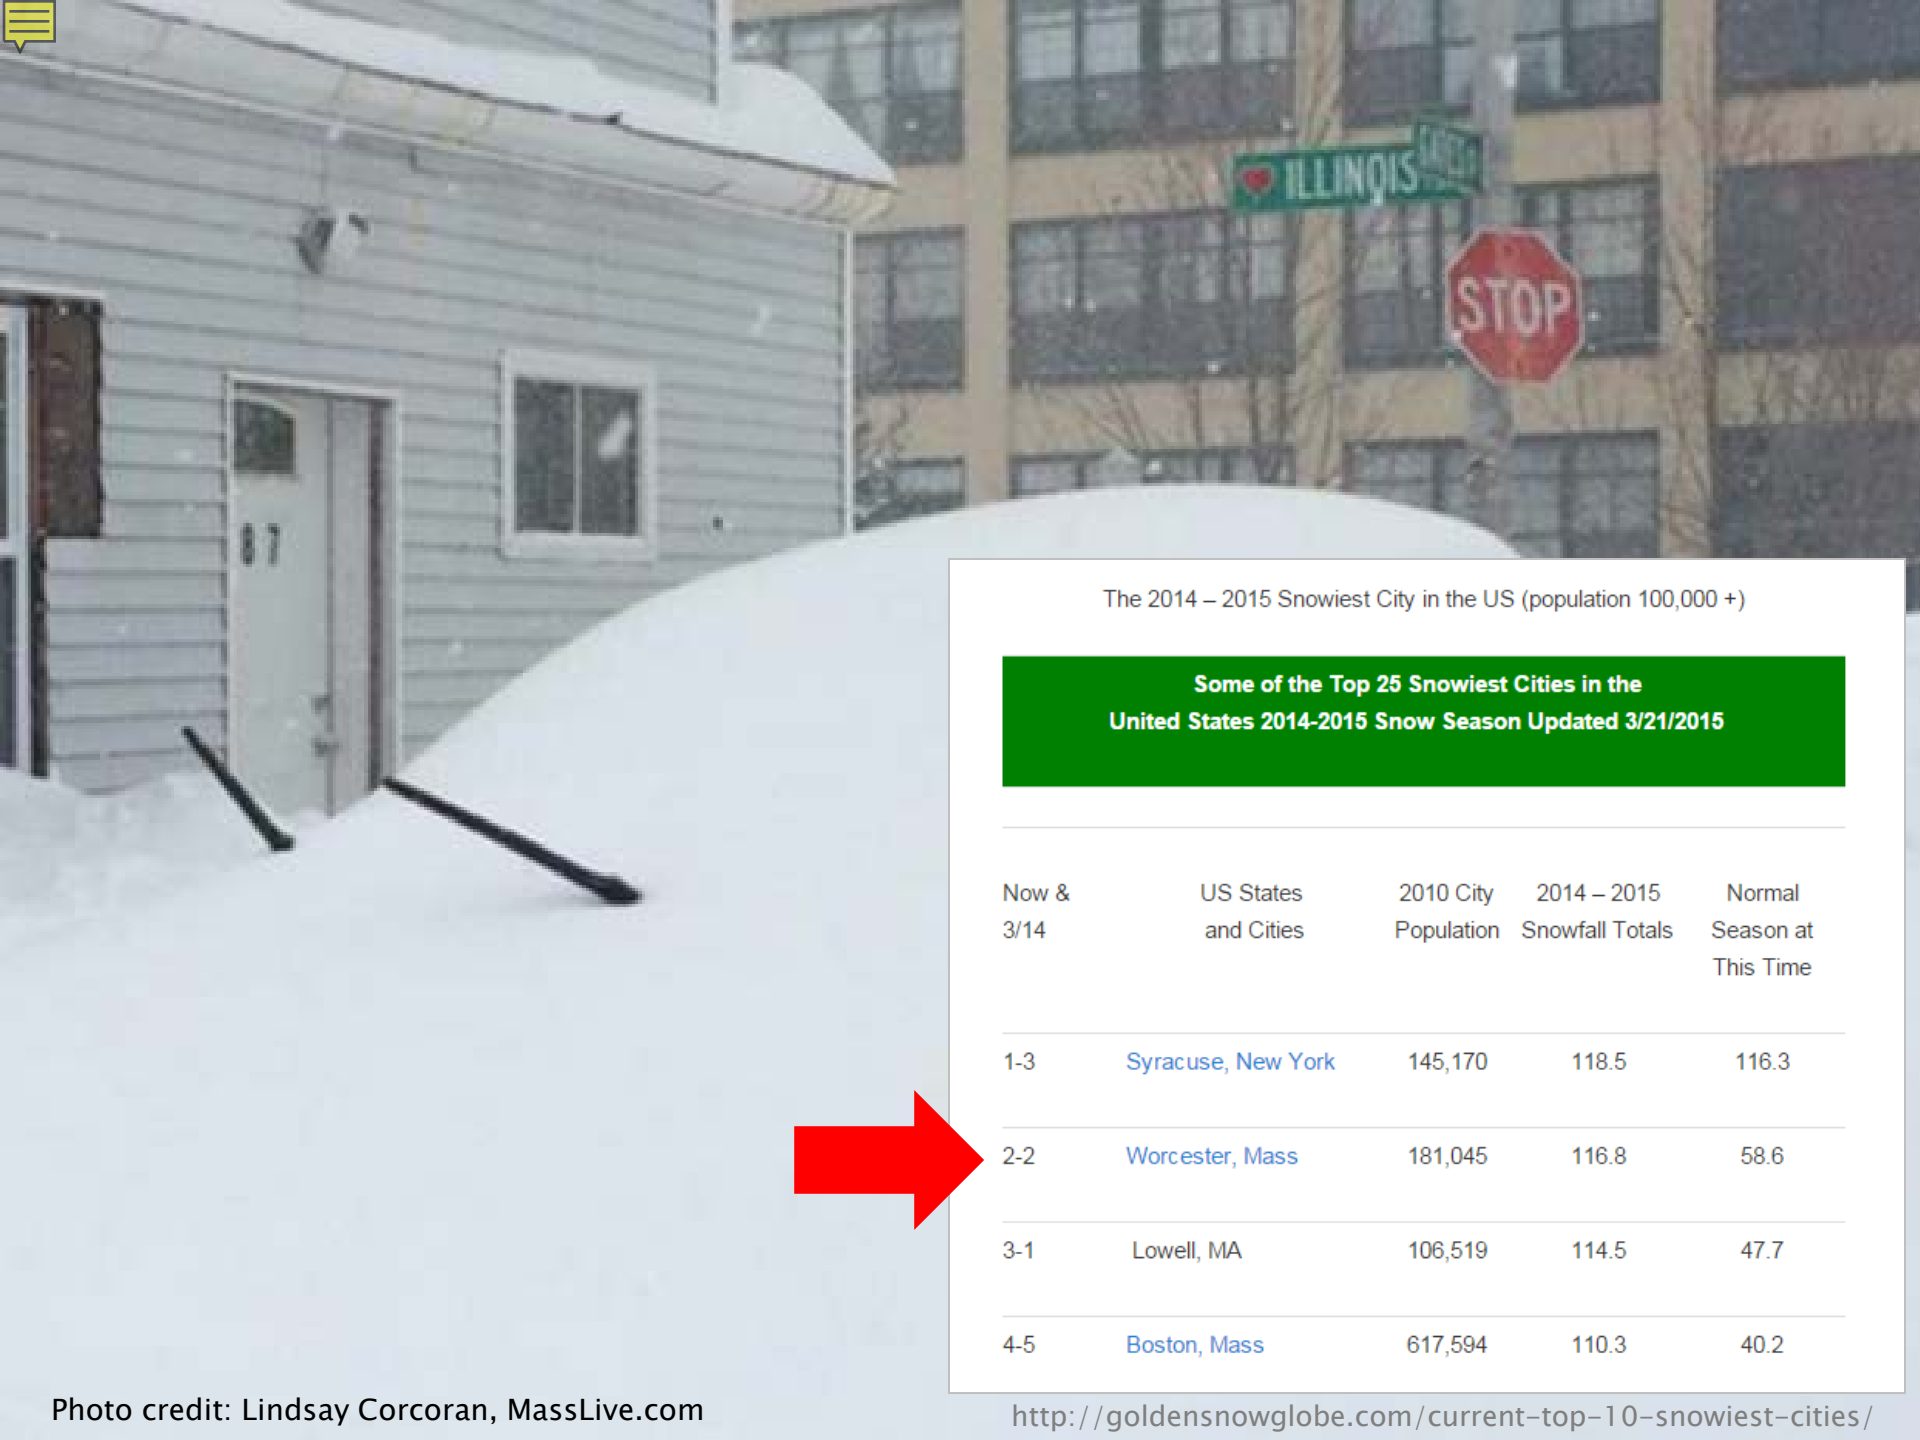 ILLINOIS
STOP
87
The 2014 – 2015 Snowiest City in the US (population 100,000 +)
Some of the Top 25 Snowiest Cities in the
United States 2014-2015 Snow Season Updated 3/21/2015
Now & US States 2010 City 2014 – 2015 Normal
3/14 and Cities Population Snowfall Totals Season at
This Time
1-3 Syracuse, New York 145,170 118.5 116.3
2-2 Worcester, Mass 181,045 116.8 58.6
3-1 Lowell, MA 106,519 114.5 47.7
4-5 Boston, Mass 617,594 110.3 40.2
Photo credit: Lindsay Corcoran, MassLive.com
http://goldensnowglobe.com/current-top-10-snowiest-cities/